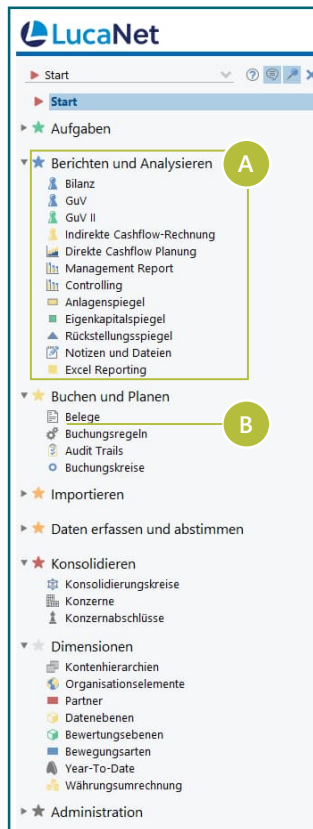 LucaNet
Start
Start
Aufgaben
Berichten und Analysieren
A
Bilanz
GuV
GuV II
Indirekte Cashflow-Rechnung
Direkte Cashflow Planung
Management Report
Controlling
Anlagenspiegel
Eigenkapitalspiegel
Rückstellungsspiegel
Notizen und Dateien
Excel Reporting
Buchen und Planen
Belege
B
Buchungsregeln
Audit Trails
Buchungskreise
Importieren
Daten erfassen und abstimmen
Konsolidieren
Konsolidierungskreise
Konzerne
Konzernabschlüsse
Dimensionen
Kontenhierarchien
Organisationselemente
Partner
Datenebenen
Bewertungsebenen
Bewegungsarten
Year-To-Date
Währungsumrechnung
Administration